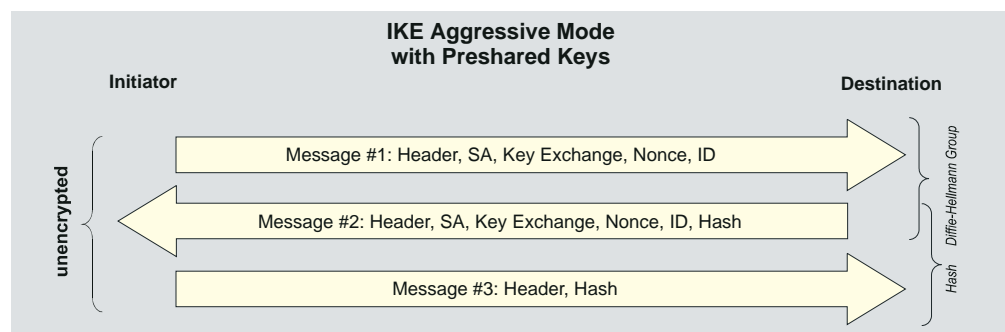 IKE Aggressive Mode
with Preshared Keys
Initiator
Destination
unencrypted
Message #1: Header, SA, Key Exchange, Nonce, ID
Message #2: Header, SA, Key Exchange, Nonce, ID, Hash
Message #3: Header, Hash
Diffie-Hellmann Group
Hash